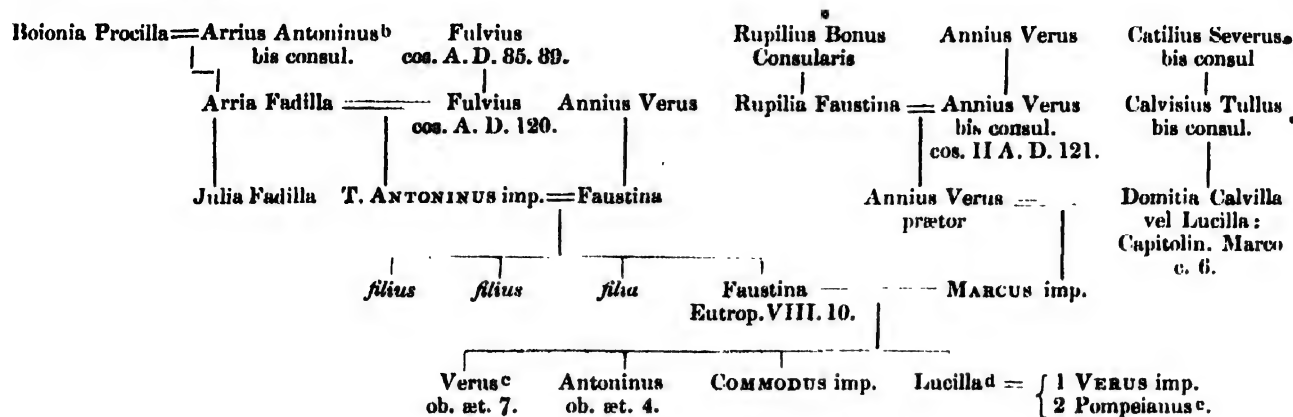 Boionia Procilla=Arrius Antoninus b Fulvius Rupilius Bonus Annius Verus Catilius Severus.
bis consul. cos. A.D. 85. 89. Consularis bis consul
Arria Fadilla = Fulvius Annius Verus Rupilia Faustina = Annius Verus Calvisius Tullus
cos. A. D. 120. bis consul. bis consul.
cos. II A. D. 121.
Julia Fadilla T. ANTONINUS imp.=Faustina Annius Verus = Domitia Calvilla
prætor vel Lucilla:
Capitolin. Marco
c. 6.
filius filius filia Faustina = MARCUS imp.
Eutrop. VIII. 10.
Verus c Antoninus COMMODUS imp. Lucilla d = { 1 VERUS imp.
ob. æt. 7. ob. æt. 4. 2 Pompeianus c.